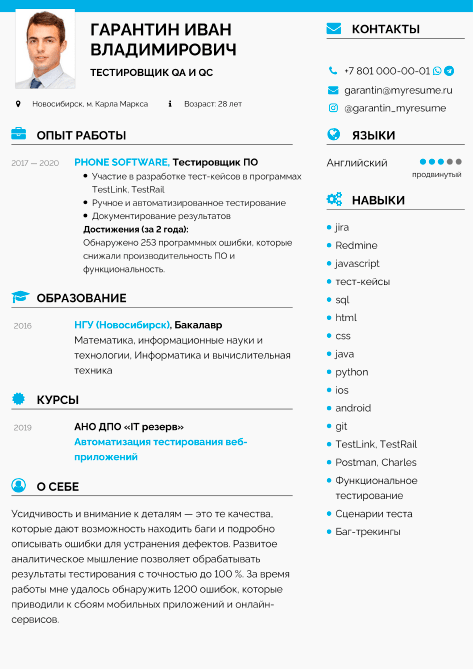 ГАРАНТИН ИВАН
ВЛАДИМИРОВИЧ
ТЕСТИРОВЩИК QA И QC
Новосибирск, м. Карла Маркса
Возраст: 28 лет
ОПЫТ РАБОТЫ
2017 — 2020
PHONE SOFTWARE, Тестировщик ПО
Участие в разработке тест-кейсов в программах
TestLink, TestRail
Ручное и автоматизированное тестирование
Документирование результатов
Достижения (за 2 года):
Обнаружено 253 программных ошибки, которые
снижали производительность ПО и
функциональность.
ОБРАЗОВАНИЕ
2016
НГУ (Новосибирск), Бакалавр
Математика, информационные науки и
технологии, Информатика и вычислительная
техника
КУРСЫ
2019
АНО ДПО «IT резерв»
Автоматизация тестирования веб-
приложений
О СЕБЕ
Усидчивость и внимание к деталям — это те качества,
которые дают возможность находить баги и подробно
описывать ошибки для устранения дефектов. Развитое
аналитическое мышление позволяет обрабатывать
результаты тестирования с точностью до 100 %. За время
работы мне удалось обнаружить 1200 ошибок, которые
приводили к сбоям мобильных приложений и онлайн-
сервисов.
КОНТАКТЫ
+7 801 000-00-01
garantin@myresume.ru
@garantin_myresume
ЯЗЫКИ
Английский
продвинутый
НАВЫКИ
jira
Redmine
javascript
тест-кейсы
sql
html
css
java
python
ios
android
git
TestLink, TestRail
Postman, Charles
Функциональное
тестирование
Сценарии теста
Баг-трекингы